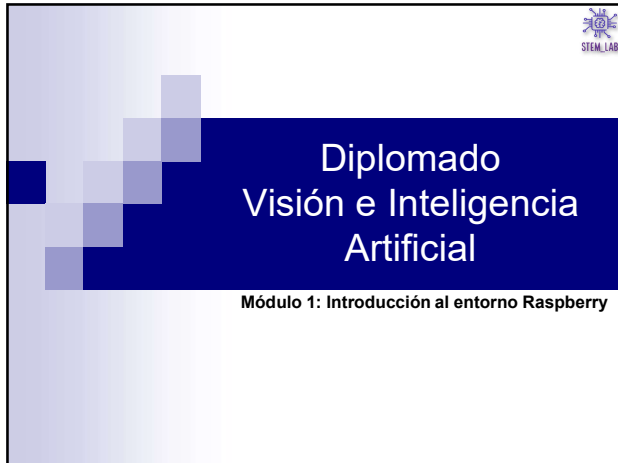 STEM_LAB
Diplomado
Visión e Inteligencia
Artificial
Módulo 1: Introducción al entorno Raspberry